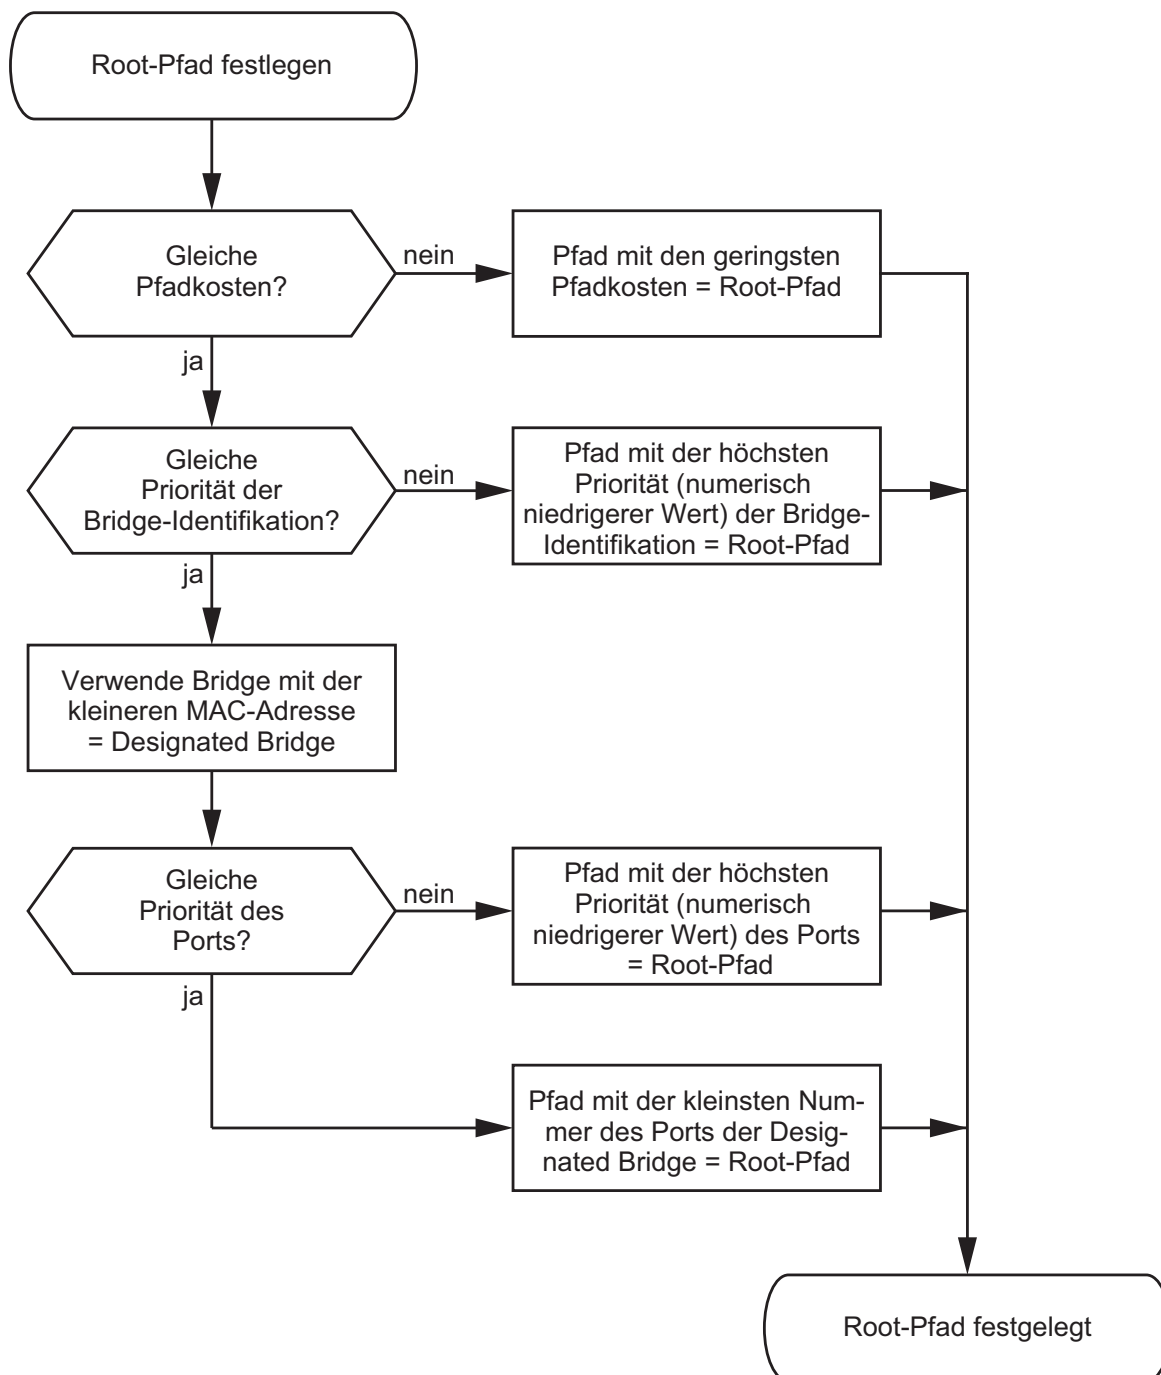 Root-Pfad festlegen
Gleiche
Pfadkosten?
nein
Pfad mit den geringsten
Pfadkosten = Root-Pfad
ja
Gleiche
Priorität der
Bridge-Identifikation?
nein
Pfad mit der höchsten
Priorität (numerisch
niedrigerer Wert) der Bridge-
Identifikation = Root-Pfad
ja
Verwende Bridge mit der
kleineren MAC-Adresse
= Designated Bridge
Gleiche
Priorität des
Ports?
nein
Pfad mit der höchsten
Priorität (numerisch
niedrigerer Wert) des Ports
= Root-Pfad
ja
Pfad mit der kleinsten Num-
mer des Ports der Desig-
nated Bridge = Root-Pfad
Root-Pfad festgelegt